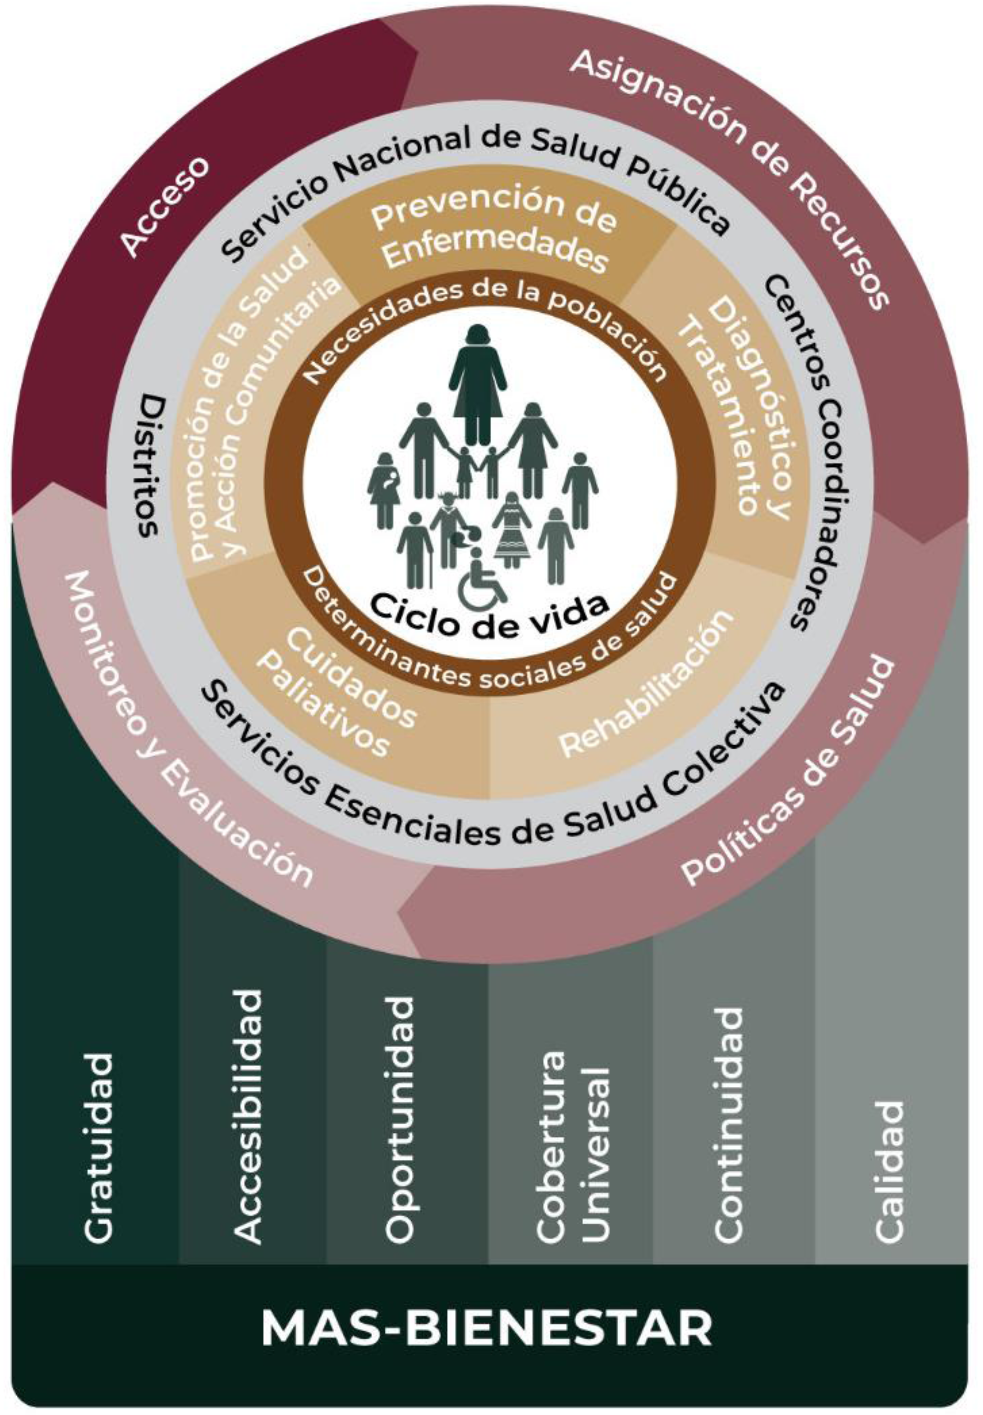 Acceso
Asignación de Recursos
Políticas de Salud
Monitoreo y Evaluación
Servicio Nacional de Salud Pública
Centros Coordinadores
Servicios Esenciales de Salud Colectiva
Distritos
Prevención de
Enfermedades
Diagnóstico y
Tratamiento
Rehabilitación
Cuidados
Paliativos
Promoción de la Salud
y Acción Comunitaria
Necesidades de la población
Determinantes sociales de salud
Ciclo de vida
Gratuidad
Accesibilidad
Oportunidad
Cobertura
Universal
Continuidad
Calidad
MAS-BIENESTAR